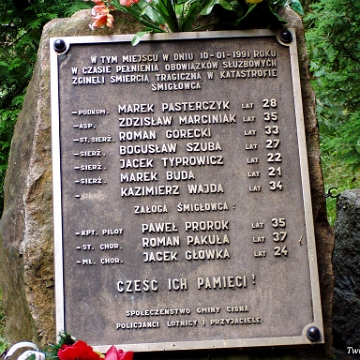 W TYM MIEJSCU W DNIU 10-01-1991 ROKU
W CZASIE PEŁNIENIA OBOWIĄZKÓW SŁUŻBOWYCH
ZGINĘLI ŚMIERCIĄ TRAGICZNĄ W KATASTROFIE
ŚMIGŁOWCA
-PODKOM. MAREK PASTERCZYK LAT 28
-ASP. ZDZISŁAW MARCINIAK LAT 35
-ST. SIERŻ. ROMAN GÓRECKI LAT 33
-SIERŻ. BOGUSŁAW SZUBA LAT 27
-SIERŻ. JACEK TYPROWICZ LAT 22
-SIERŻ. MAREK BUDA LAT 21
KAZIMIERZ WAJDA LAT 34
ZAŁOGA ŚMIGŁOWCA :
-KPT. PILOT PAWEŁ PROROK LAT 35
-ST. CHOR. ROMAN PAKUŁA LAT 37
-MŁ. CHOR. JACEK GŁÓWKA LAT 24
CZEŚĆ ICH PAMIĘCI !
SPOŁECZEŃSTWO GMINY CISNA
POLICJANCI LOTNICY I PRZYJACIELE